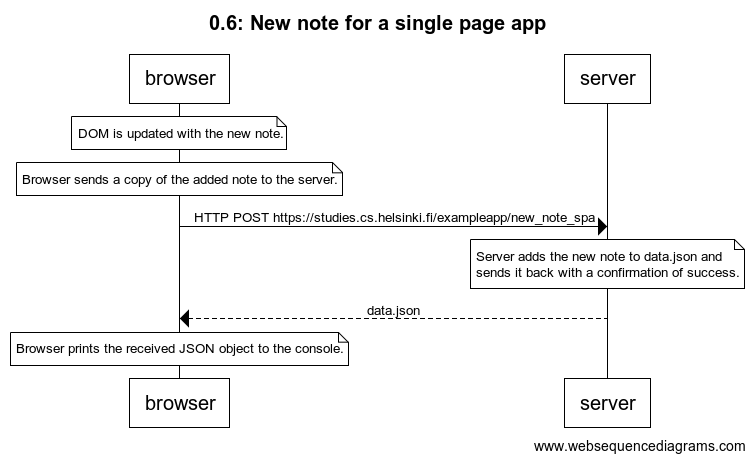 0.6: New note for a single page app
browser
server
DOM is updated with the new note.
Browser sends a copy of the added note to the server.
HTTP POST https://studies.cs.helsinki.fi/exampleapp/new_note_spa
Server adds the new note to data.json and
sends it back with a confirmation of success.
data.json
Browser prints the received JSON object to the console.
browser
server
www.websequencediagrams.com